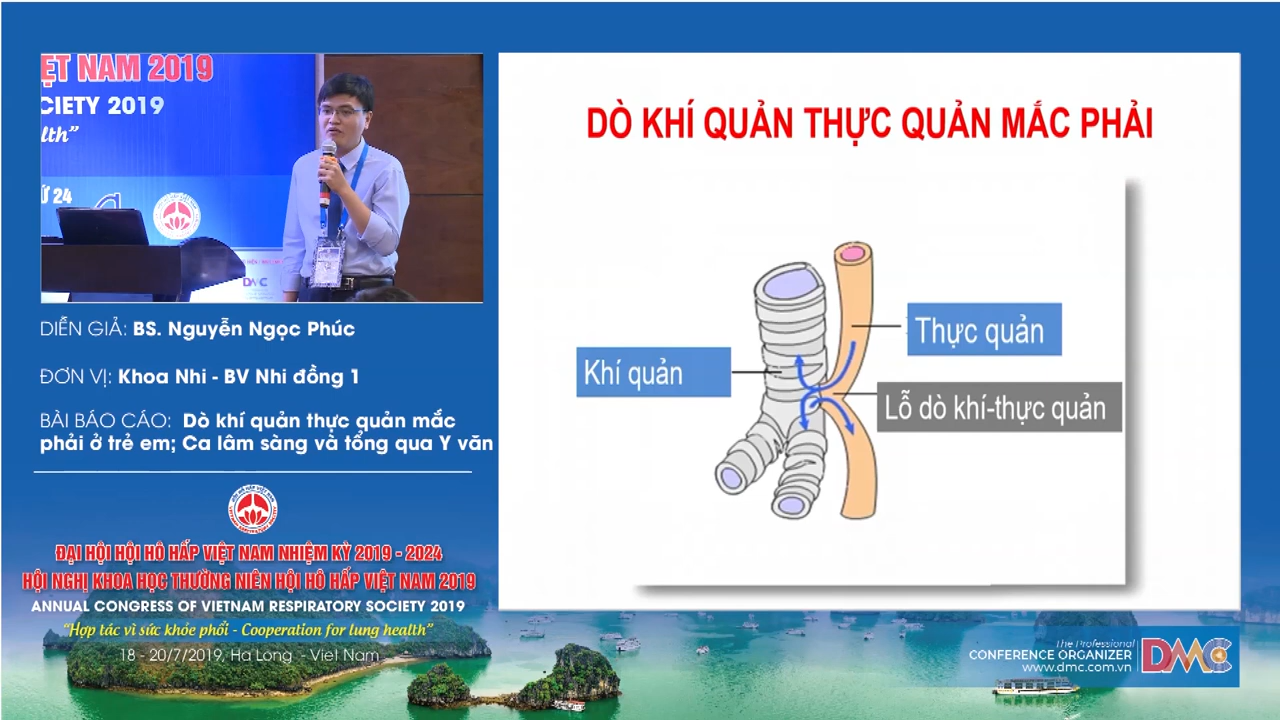 ỆT NAM 2019
CIETY 2019
lth”
Ứ 24
DMC
DIỄN GIẢ: BS. Nguyễn Ngọc Phúc
ĐƠN VỊ: Khoa Nhi - BV Nhi đồng 1
BÀI BÁO CÁO: Dò khí quản thực quản mắc
phải ở trẻ em; Ca lâm sàng và tổng qua Y văn
ĐẠI HỘI HỘI HÔ HẤP VIỆT NAM NHIỆM KỲ 2019 - 2024
HỘI NGHỊ KHOA HỌC THƯỜNG NIÊN HỘI HÔ HẤP VIỆT NAM 2019
ANNUAL CONGRESS OF VIETNAM RESPIRATORY SOCIETY 2019
“Hợp tác vì sức khỏe phổi - Cooperation for lung health”
18 - 20/7/2019, Ha Long - Viet Nam
DÒ KHÍ QUẢN THỰC QUẢN MẮC PHẢI
Thực quản
Khí quản
Lỗ dò khí-thực quản
The Professional
CONFERENCE ORGANIZER
www.dmc.com.vn
DMC